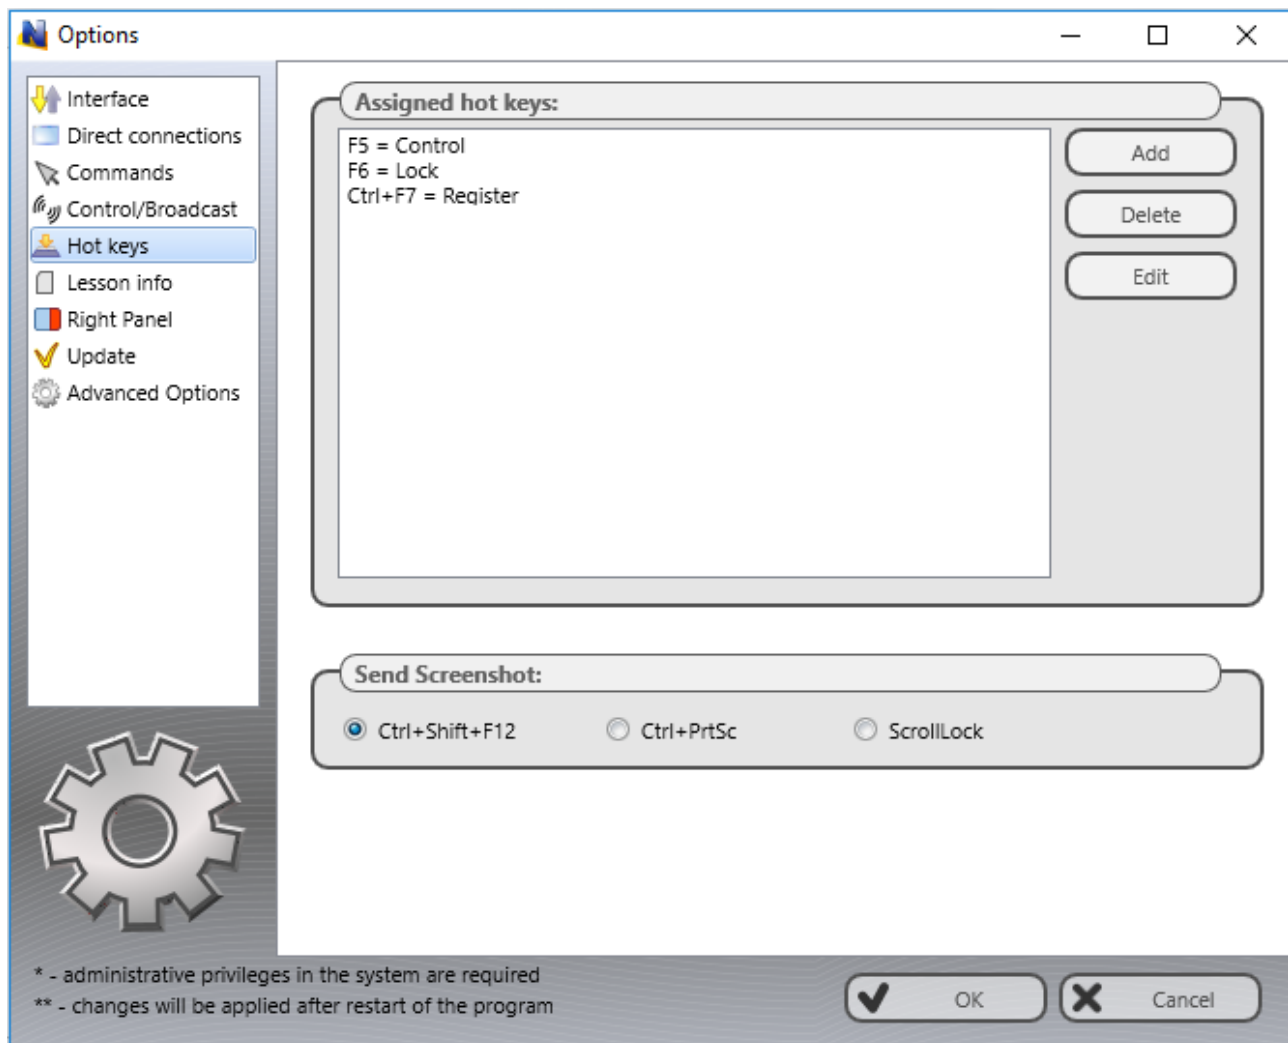 Options
Interface
Direct connections
Commands
Control/Broadcast
Hot keys
Lesson info
Right Panel
Update
Advanced Options
Assigned hot keys:
F5 = Control
F6 = Lock
Ctrl+F7 = Register
Add
Delete
Edit
Send Screenshot:
Ctrl+Shift+F12
Ctrl+PrtSc
ScrollLock
* - administrative privileges in the system are required
** - changes will be applied after restart of the program
OK
Cancel